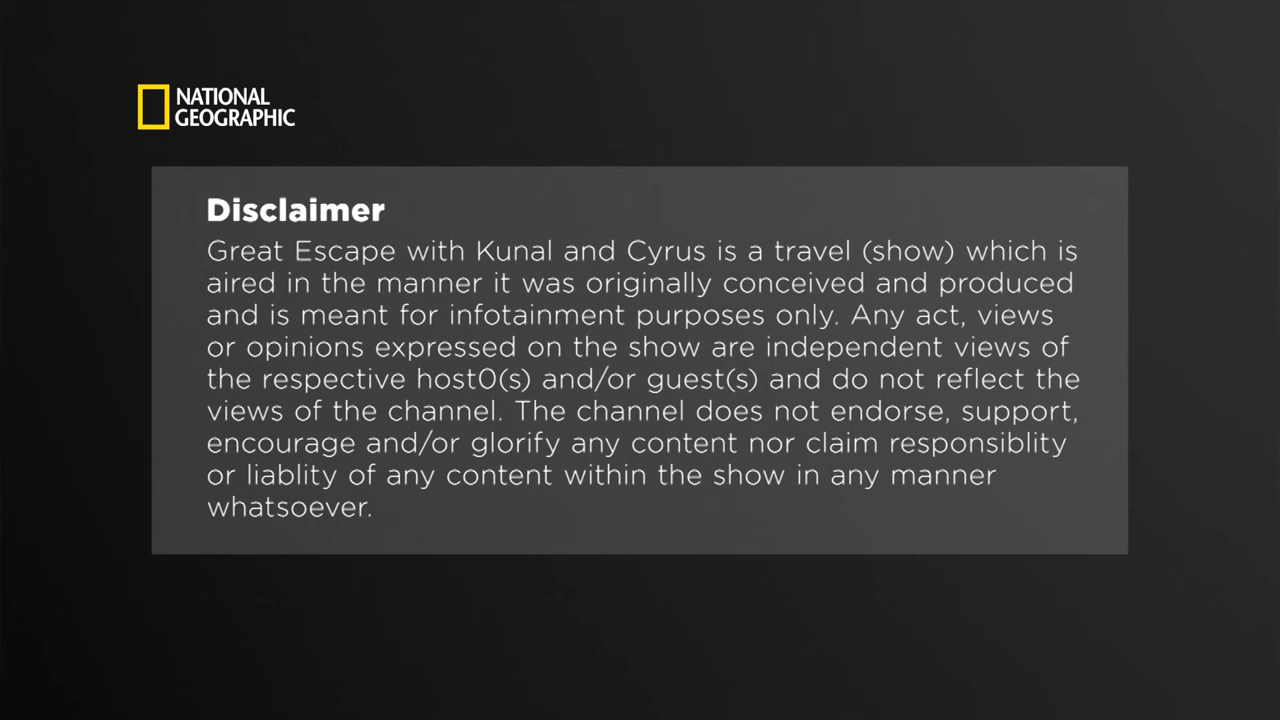 NATIONAL
GEOGRAPHIC
Disclaimer
Great Escape with Kunal and Cyrus is a travel (show) which is
aired in the manner it was originally conceived and produced
and is meant for infotainment purposes only. Any act, views
or opinions expressed on the show are independent views of
the respective host0(s) and/or guest(s) and do not reflect the
views of the channel. The channel does not endorse, support,
encourage and/or glorify any content nor claim responsiblity
or liablity of any content within the show in any manner
whatsoever.